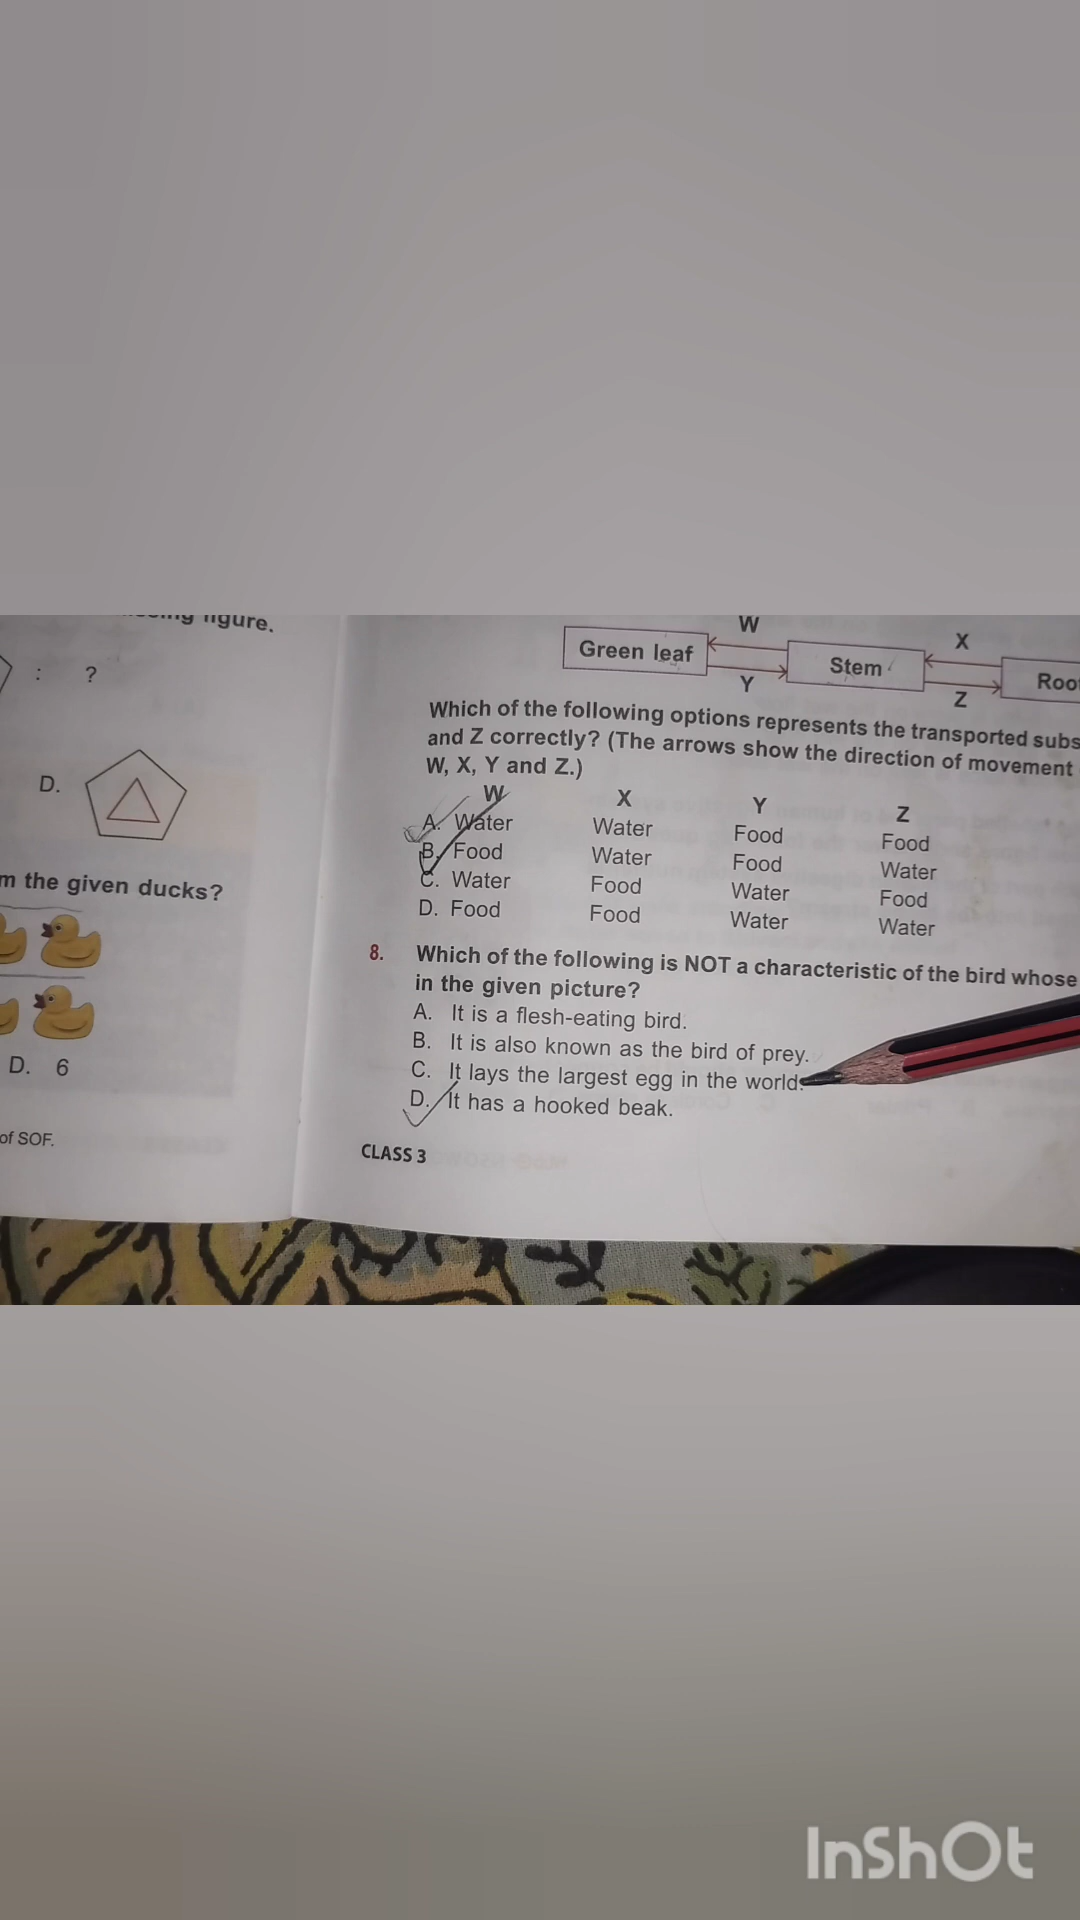 figure.
: ?
D.
the given ducks?
D. 6
of SOF.
W
X
Green leaf
Stem
Y
Z
Which of the following options represents the transported
and Z correctly? (The arrows show the direction of movement
W, X, Y and Z.)
W X Y Z
A. Water Water Food Food
B. Food Water Food Water
C. Water Food Water Food
D. Food Food Water Water
8. Which of the following is NOT a characteristic of the bird whose
in the given picture?
A. It is a flesh-eating bird.
B. It is also known as the bird of prey.
C. It lays the largest egg in the world.
D. It has a hooked beak.
CLASS 3
InShOt